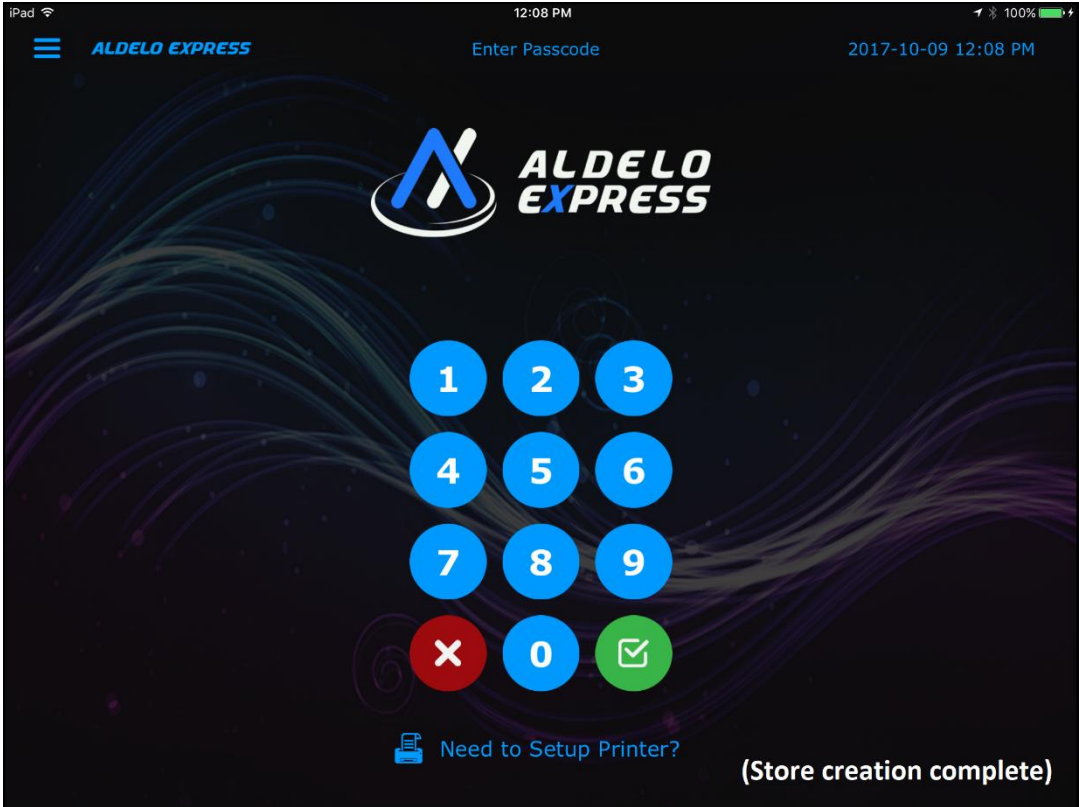 iPad 12:08 PM 100%
ALDELO EXPRESS Enter Passcode 2017-10-09 12:08 PM
ALDELO
EXPRESS
1 2 3
4 5 6
7 8 9
0
Need to Setup Printer?
(Store creation complete)